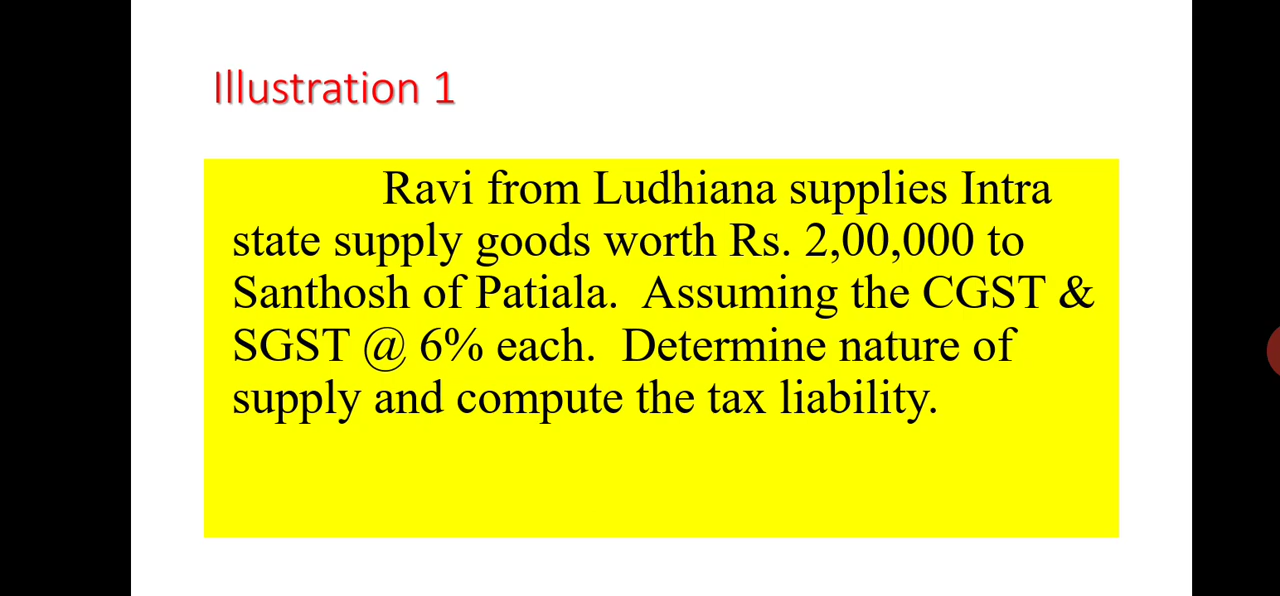 Illustration 1
Ravi from Ludhiana supplies Intra
state supply goods worth Rs. 2,00,000 to
Santhosh of Patiala. Assuming the CGST &
SGST @ 6% each. Determine nature of
supply and compute the tax liability.